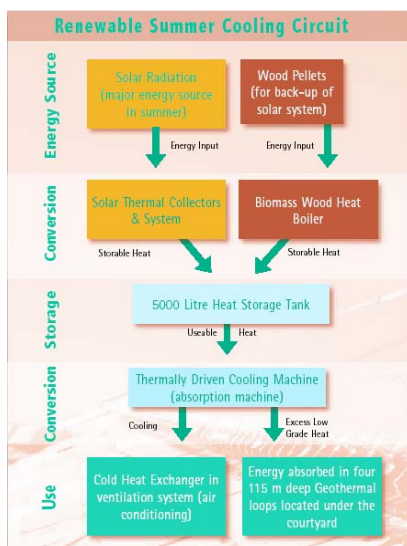 Renewable Summer Cooling Circuit
Energy Source
Solar Radiation
(major energy source
in summer)
Wood Pellets
(for back-up of
solar system)
Energy Input
Energy Input
Conversion
Solar Thermal Collectors
& System
Biomass Wood Heat
Boiler
Storable Heat
Storable Heat
Storage
5000 Litre Heat Storage Tank
Useable Heat
Conversion
Thermally Driven Cooling Machine
(absorption machine)
Cooling
Excess Low
Grade Heat
Use
Cold Heat Exchanger in
ventilation system (air
conditioning)
Energy absorbed in four
115 m deep Geothermal
loops located under the
courtyard